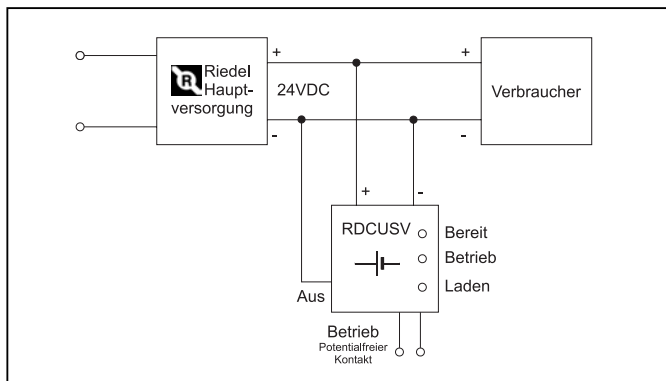 R
Riedel
Haupt-
versorgung
+
24VDC
-
+
-
Verbraucher
+
-
RDCUSV
Bereit
Betrieb
Laden
Aus
Betrieb
Potentialfreier
Kontakt